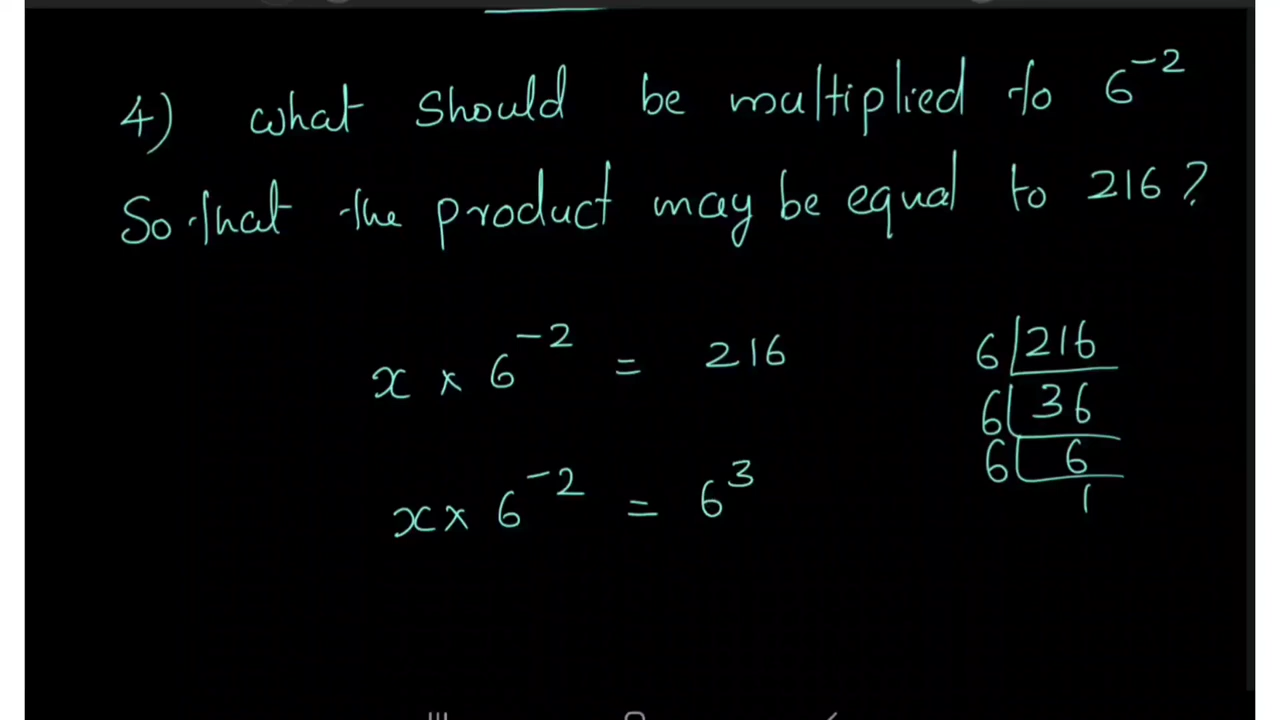 4) what should be multiplied to 6⁻²
So that the product may be equal to 216?
x × 6⁻² = 216
x × 6⁻² = 6³
6 | 216
6 | 36
6 | 6
1